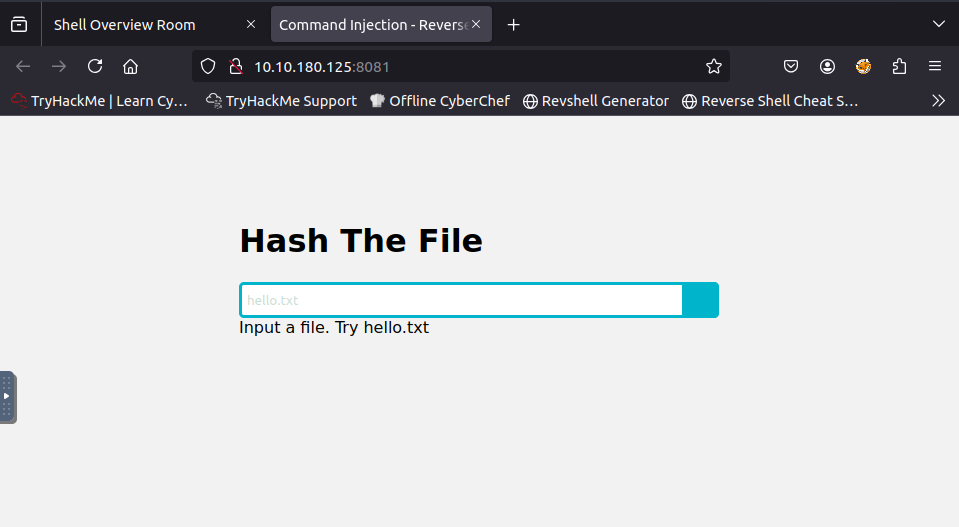 Shell Overview Room
Command Injection - Revers
10.10.180.125:8081
TryHackMe | Learn Cy… TryHackMe Support Offline CyberChef Revshell Generator Reverse Shell Cheat S…
Hash The File
hello.txt
Input a file. Try hello.txt